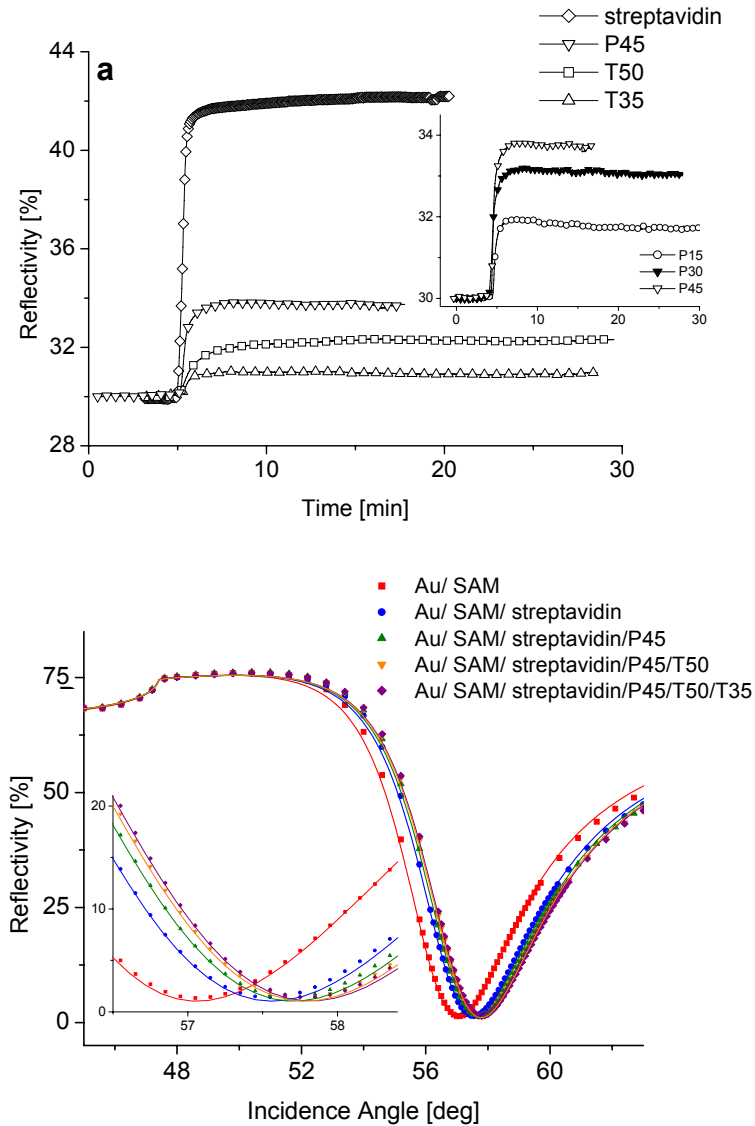 streptavidin
P45
T50
T35
a
44
40
36
32
28
Reflectivity [%]
0
10
20
30
Time [min]
34
32
30
0
10
20
30
P15
P30
P45
Au/ SAM
Au/ SAM/ streptavidin
Au/ SAM/ streptavidin/P45
Au/ SAM/ streptavidin/P45/T50
Au/ SAM/ streptavidin/P45/T50/T35
75
50
25
0
Reflectivity [%]
20
10
0
57
58
48
52
56
60
Incidence Angle [deg]